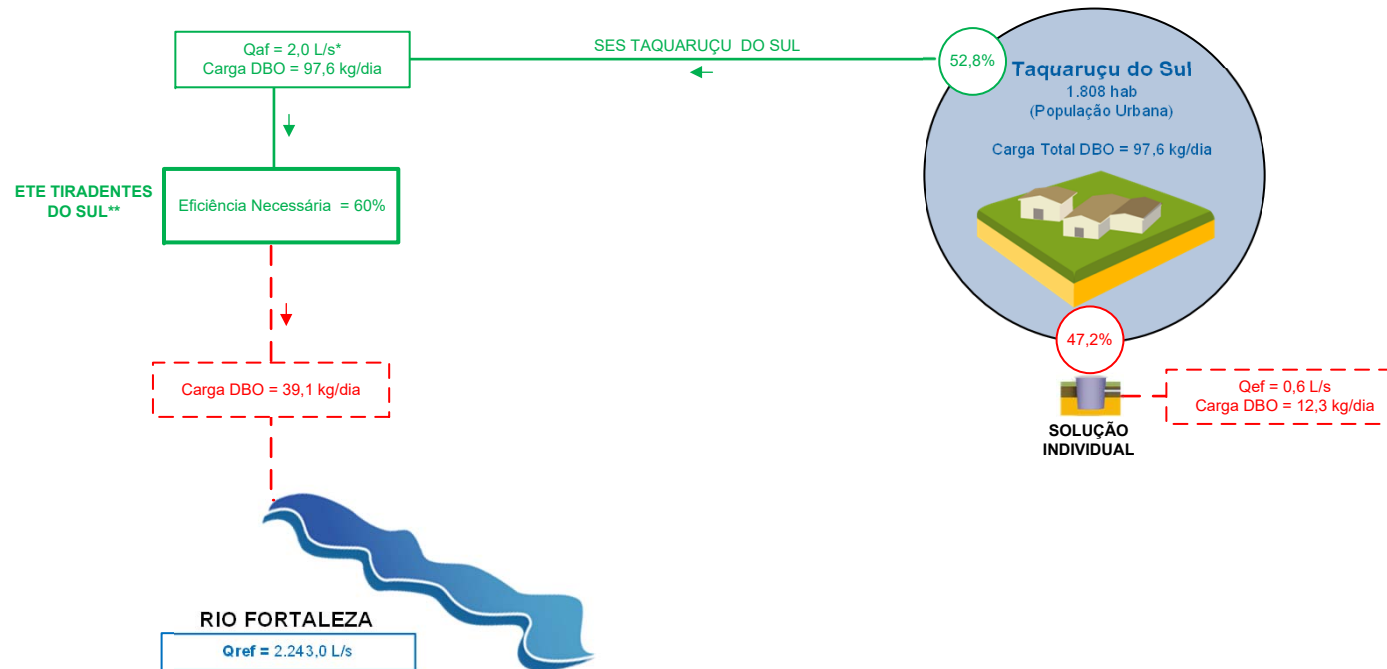 Qaf = 2,0 L/s*
Carga DBO = 97,6 kg/dia
SES TAQUARUÇU DO SUL
52,8%
Taquaruçu do Sul
1.808 hab
(População Urbana)
Carga Total DBO = 97,6 kg/dia
ETE TIRADENTES
DO SUL**
Eficiência Necessária = 60%
47,2%
Carga DBO = 39,1 kg/dia
Qef = 0,6 L/s
Carga DBO = 12,3 kg/dia
SOLUÇÃO
INDIVIDUAL
RIO FORTALEZA
Qref = 2.243,0 L/s